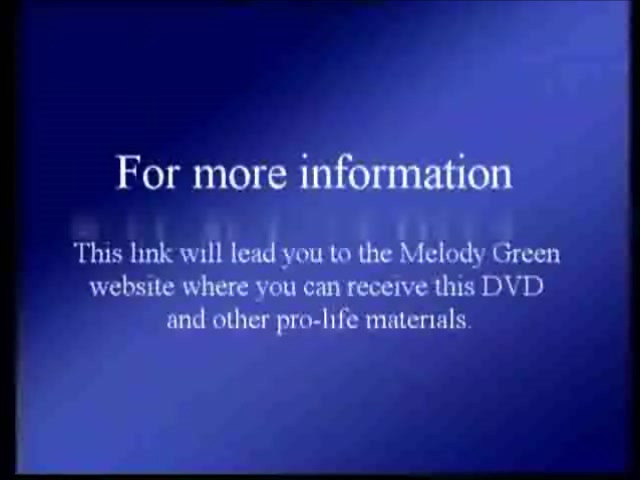 For more information
This link will lead you to the Melody Green
website where you can receive this DVD
and other pro-life materials.